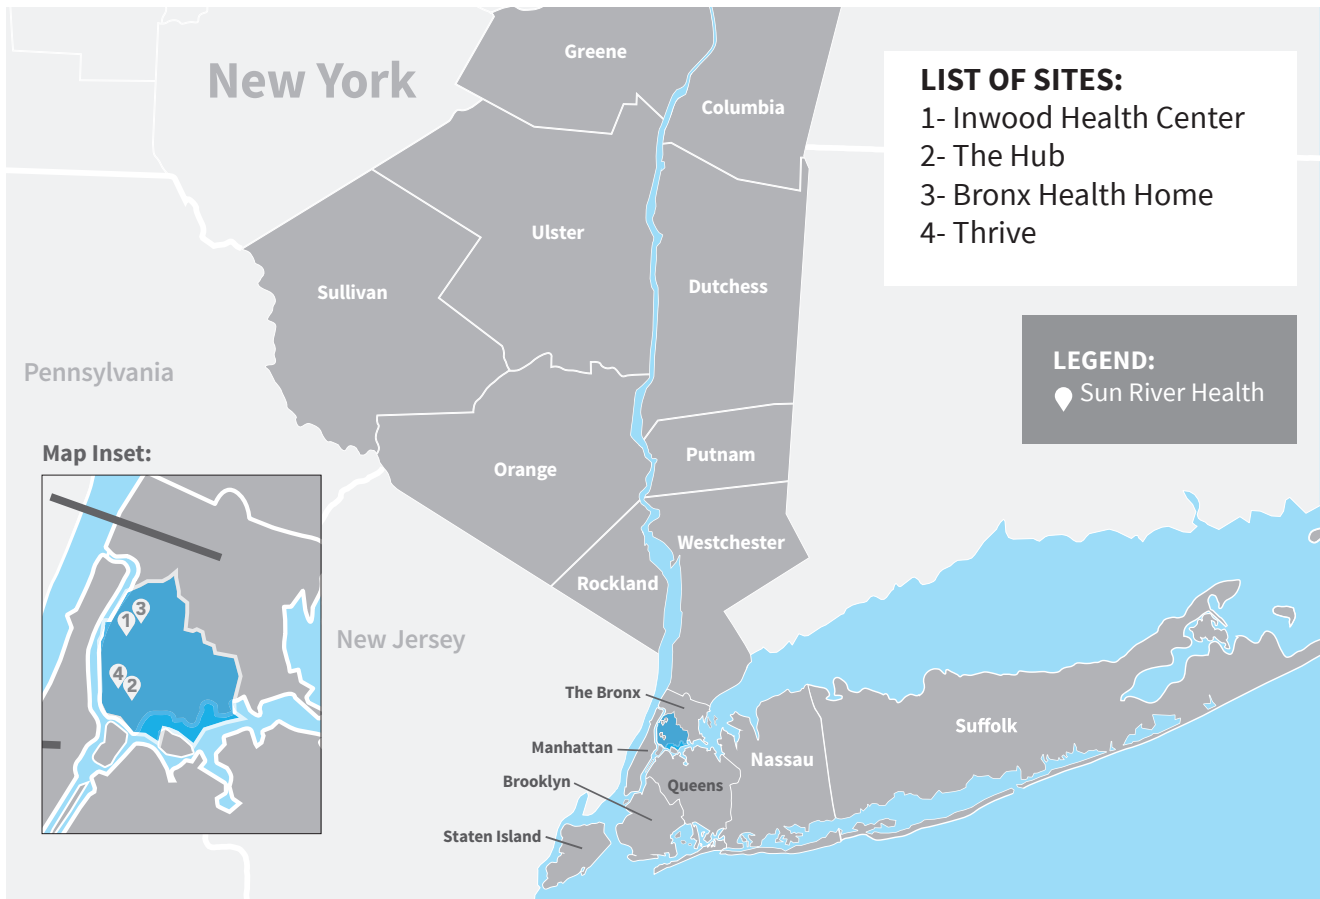 New York
Greene
Columbia
LIST OF SITES:
1- Inwood Health Center
2- The Hub
3- Bronx Health Home
4- Thrive
Ulster
Sullivan
Dutchess
LEGEND:
Sun River Health
Pennsylvania
Map Inset:
Orange
Putnam
Westchester
Rockland
New Jersey
3
1
4
2
The Bronx
Manhattan
Brooklyn
Staten Island
Queens
Nassau
Suffolk